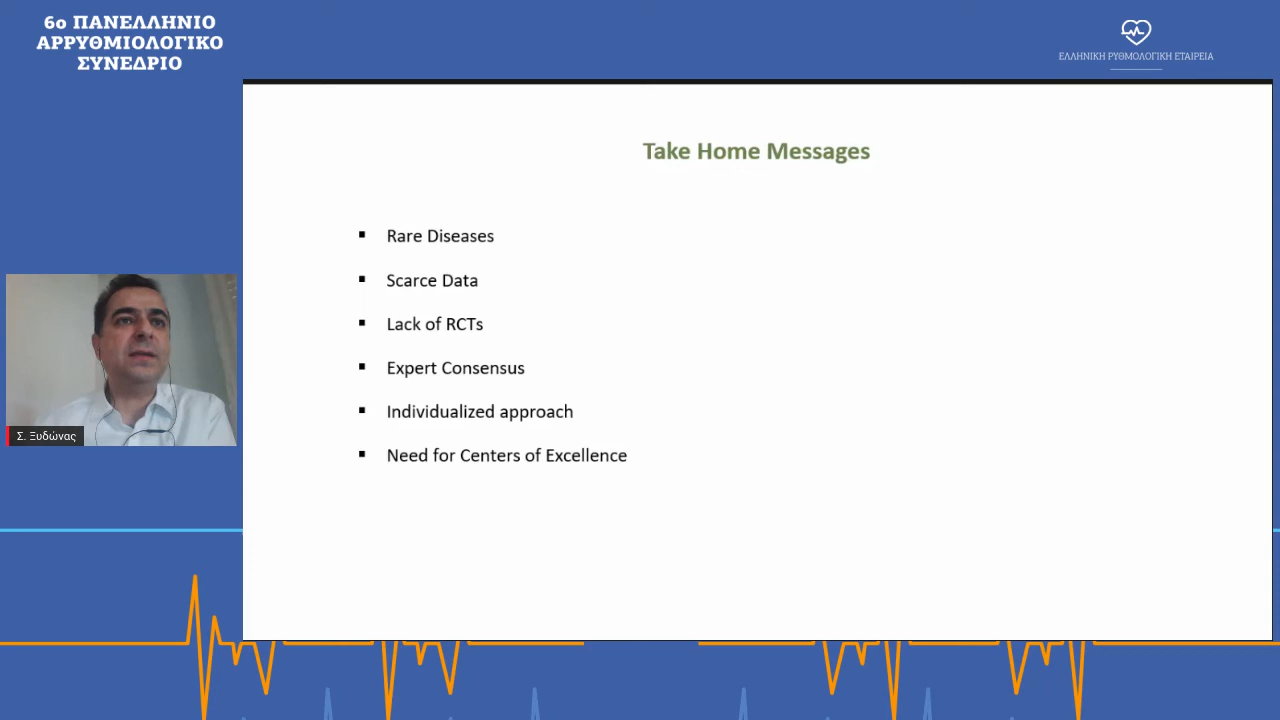 6ο ΠΑΝΕΛΛΗΝΙΟ
ΑΡΡΥΘΜΙΟΛΟΓΙΚΟ
ΣΥΝΕΔΡΙΟ
ΕΛΛΗΝΙΚΗ ΡΥΘΜΟΛΟΓΙΚΗ ΕΤΑΙΡΕΙΑ
Take Home Messages
Rare Diseases
Scarce Data
Lack of RCTs
Expert Consensus
Individualized approach
Need for Centers of Excellence
Σ. Ξυδώνας